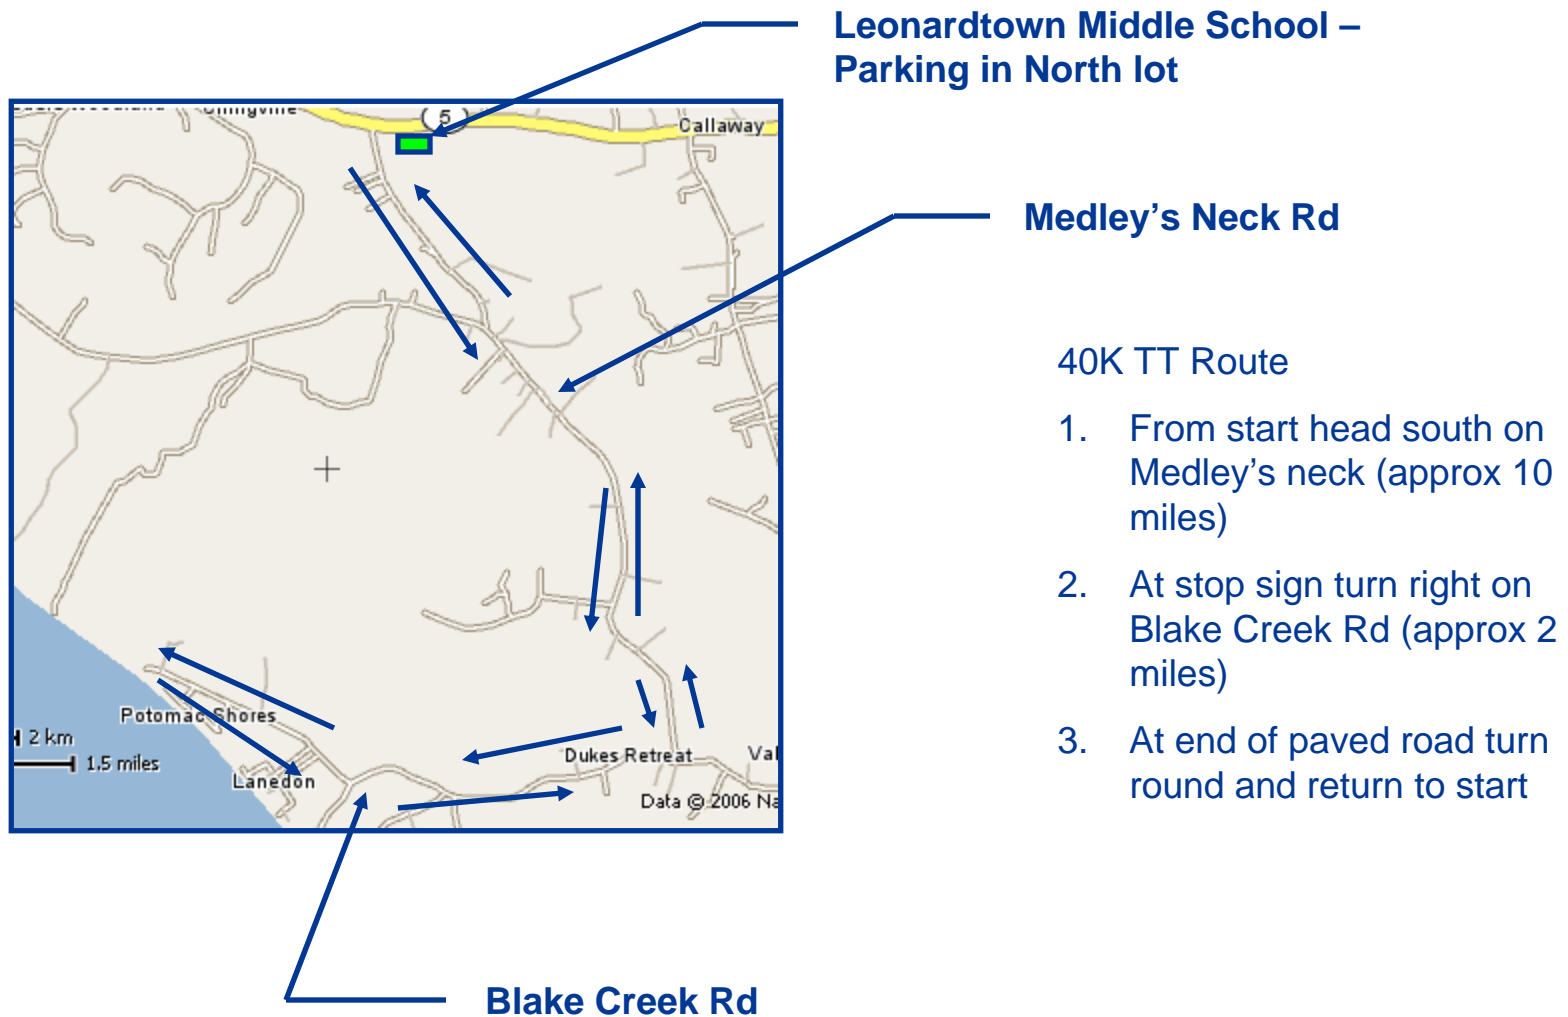 Leonardtown Middle School –
Parking in North lot
5
Callaway
Medley's Neck Rd
40K TT Route
1. From start head south on
Medley's neck (approx 10
miles)
2. At stop sign turn right on
Blake Creek Rd (approx 2
miles)
3. At end of paved road turn
round and return to start
Potomac Shores
2 km
1.5 miles
Lanedon
Dukes Retreat
Val
Data @ 2006 Na
Blake Creek Rd